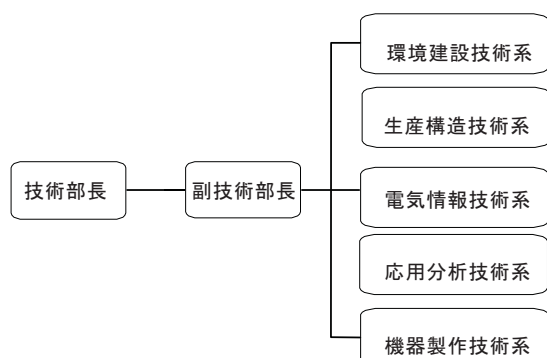 環境建設技術系
生産構造技術系
技術部長
副技術部長
電気情報技術系
応用分析技術系
機器製作技術系